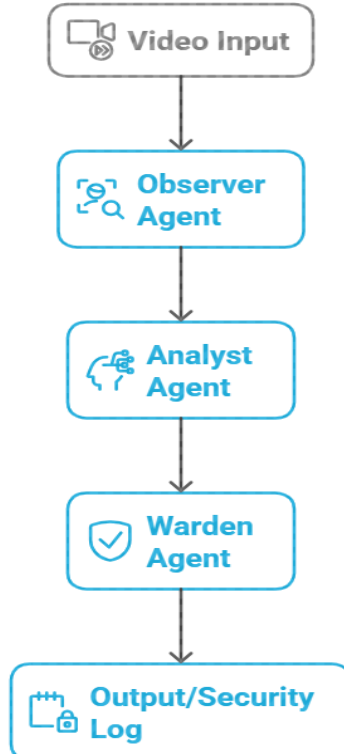 Video Input
Observer
Agent
Analyst
Agent
Warden
Agent
Output/Security
Log